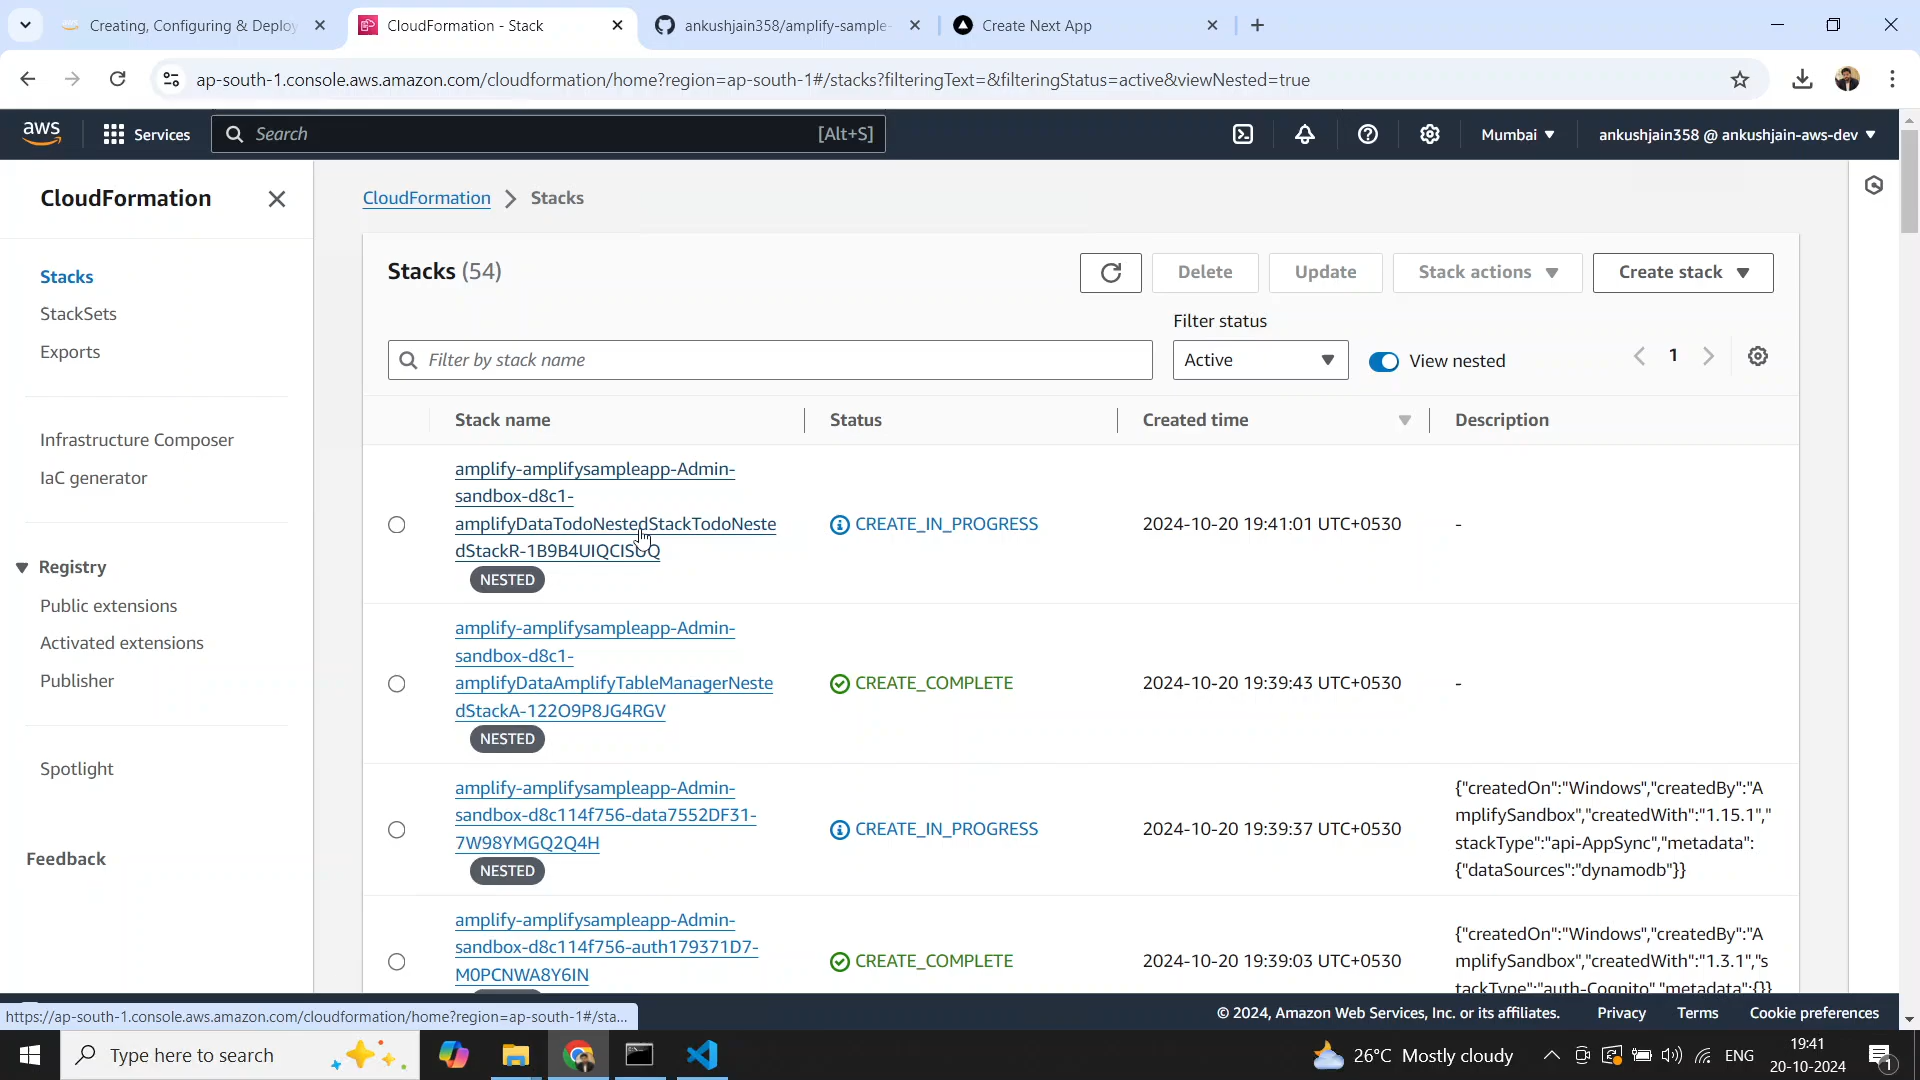 Creating, Configuring & Deploy
CloudFormation - Stack
ankushjain358/amplify-sample-
Create Next App
ap-south-1.console.aws.amazon.com/cloudformation/home?region=ap-south-1#/stacks?filteringText=&filteringStatus=active&viewNested=true
aws
Services
Search
[Alt+S]
Mumbai
ankushjain358 @ ankushjain-aws-dev
CloudFormation
Stacks
StackSets
Exports
Infrastructure Composer
IaC generator
Registry
Public extensions
Activated extensions
Publisher
Spotlight
Feedback
CloudFormation
Stacks
Stacks (54)
Delete
Update
Stack actions
Create stack
Filter status
Filter by stack name
Active
View nested
1
Stack name
Status
Created time
Description
amplify-amplifysampleapp-Admin-
sandbox-d8c1-
amplifyDataTodoNestedStackTodoNeste
dStackR-1B9B4UIQCISUQ
NESTED
CREATE_IN_PROGRESS
2024-10-20 19:41:01 UTC+0530
-
amplify-amplifysampleapp-Admin-
sandbox-d8c1-
amplifyDataAmplifyTableManagerNeste
dStackA-122O9P8JG4RGV
NESTED
CREATE_COMPLETE
2024-10-20 19:39:43 UTC+0530
-
amplify-amplifysampleapp-Admin-
sandbox-d8c114f756-data7552DF31-
7W98YMGQ2Q4H
NESTED
CREATE_IN_PROGRESS
2024-10-20 19:39:37 UTC+0530
{"createdOn":"Windows","createdBy":"A
mplifySandbox","createdWith":"1.15.1","
stackType":"api-AppSync","metadata":
{"dataSources":"dynamodb"}}
amplify-amplifysampleapp-Admin-
sandbox-d8c114f756-auth179371D7-
M0PCNWA8Y6IN
CREATE_COMPLETE
2024-10-20 19:39:03 UTC+0530
{"createdOn":"Windows","createdBy":"A
mplifySandbox","createdWith":"1.3.1","s
tackType":"auth-Cognito","metadata":{}}
https://ap-south-1.console.aws.amazon.com/cloudformation/home?region=ap-south-1#/sta...
© 2024, Amazon Web Services, Inc. or its affiliates.
Privacy
Terms
Cookie preferences
Type here to search
26°C Mostly cloudy
ENG
19:41
20-10-2024
1